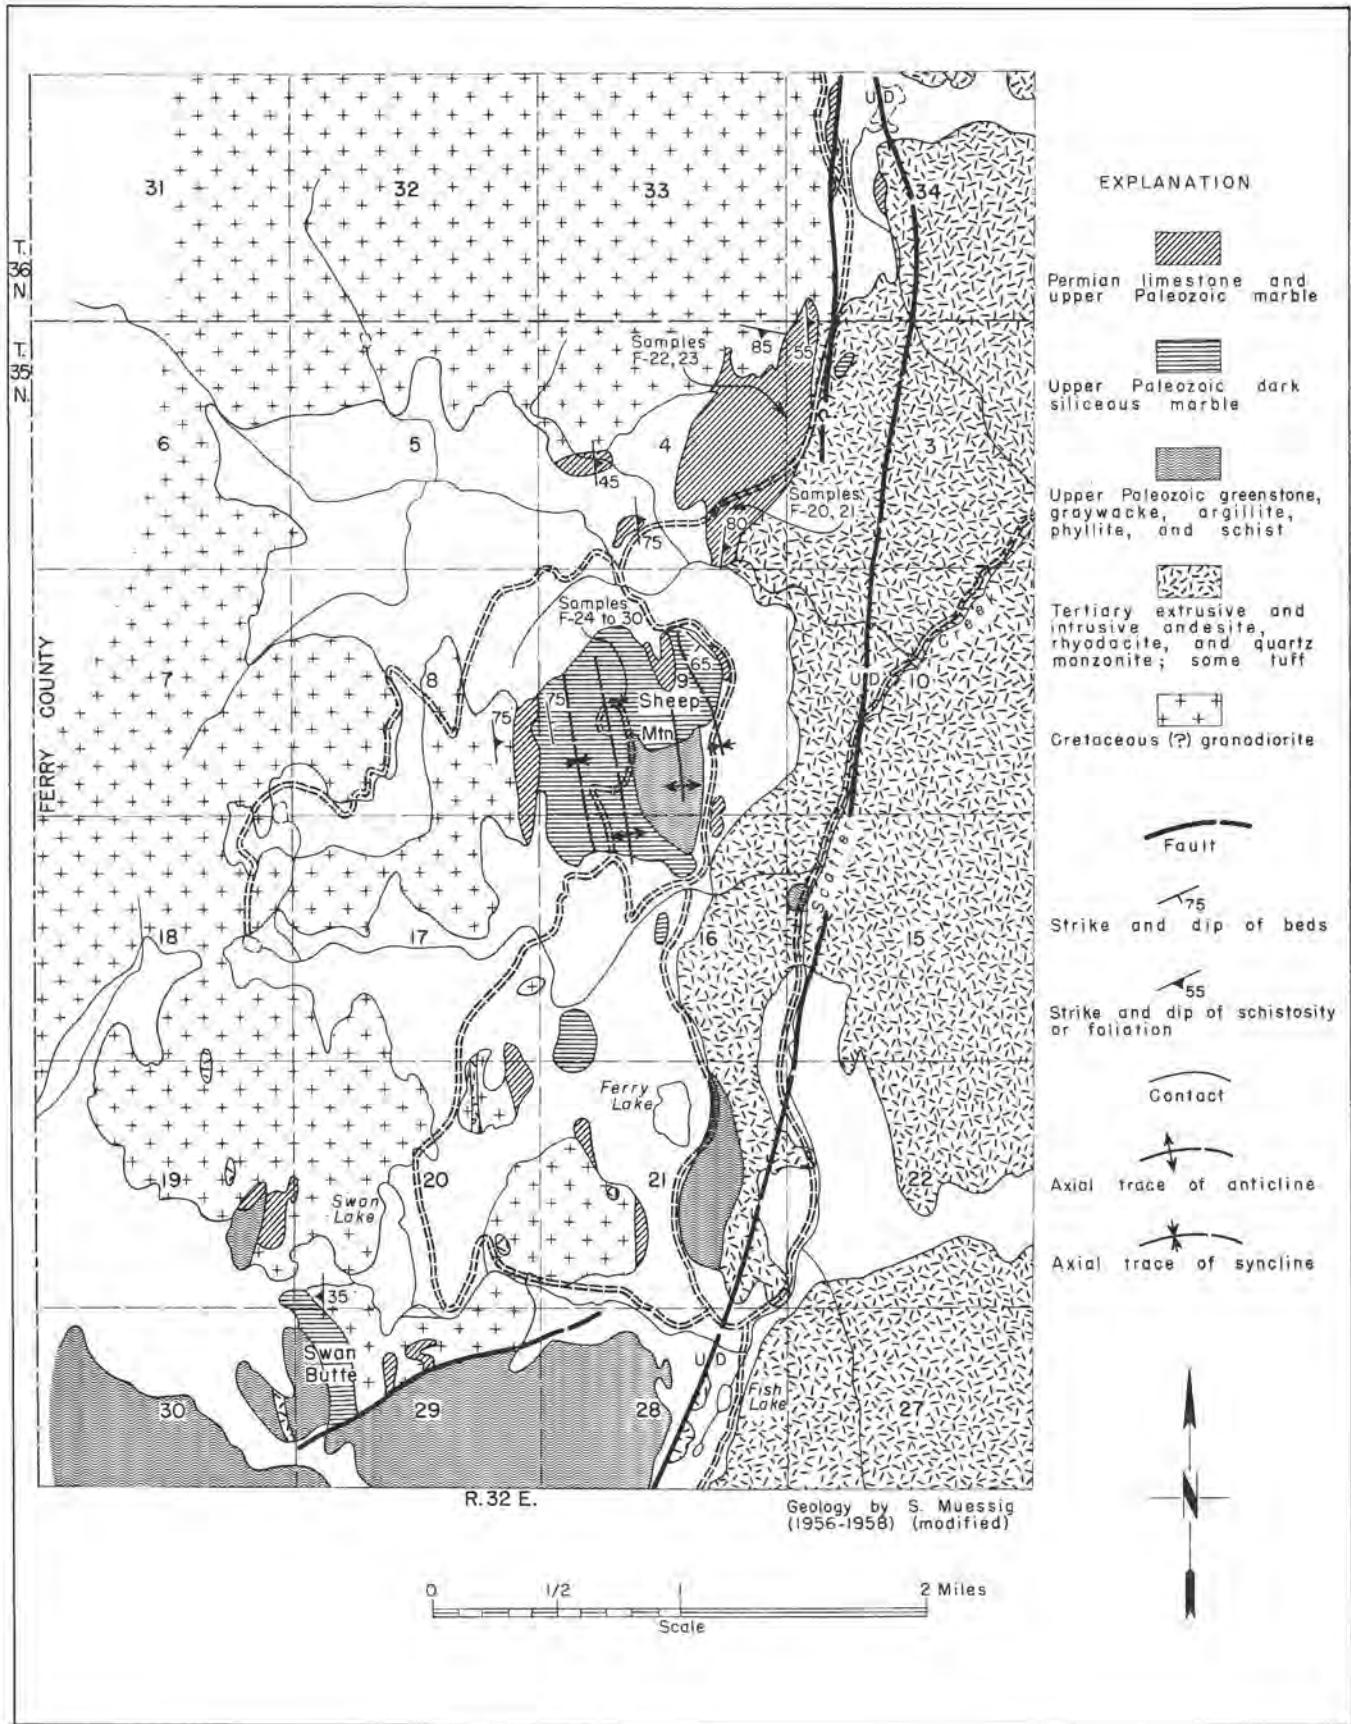 U D
31
32
33
34
T.
36
N.
T.
35
N.
Samples
F-22, 23
85
55
6
5
4
3
45
Samples
F-20, 21
75
80
Samples
F-24 to 30
7
8
9
10
65
75
75
Sheep
Mtn.
U D
Creek
FERRY COUNTY
Scatter
18
17
16
15
Ferry
Lake
19
20
21
22
Swan
Lake
35
Swan
Butte
U D
Fish
Lake
30
29
28
27
R. 32 E.
Geology by S. Muessig
(1956-1958) (modified)
0 1/2 1 2 Miles
Scale
EXPLANATION
Permian limestone and
upper Paleozoic marble
Upper Paleozoic dark
siliceous marble
Upper Paleozoic greenstone,
graywacke, argillite,
phyllite, and schist
Tertiary extrusive and
intrusive andesite,
rhyodacite, and quartz
monzonite; some tuff
Cretaceous (?) granodiorite
Fault
75
Strike and dip of beds
55
Strike and dip of schistosity
or foliation
Contact
Axial trace of anticline
Axial trace of syncline
N